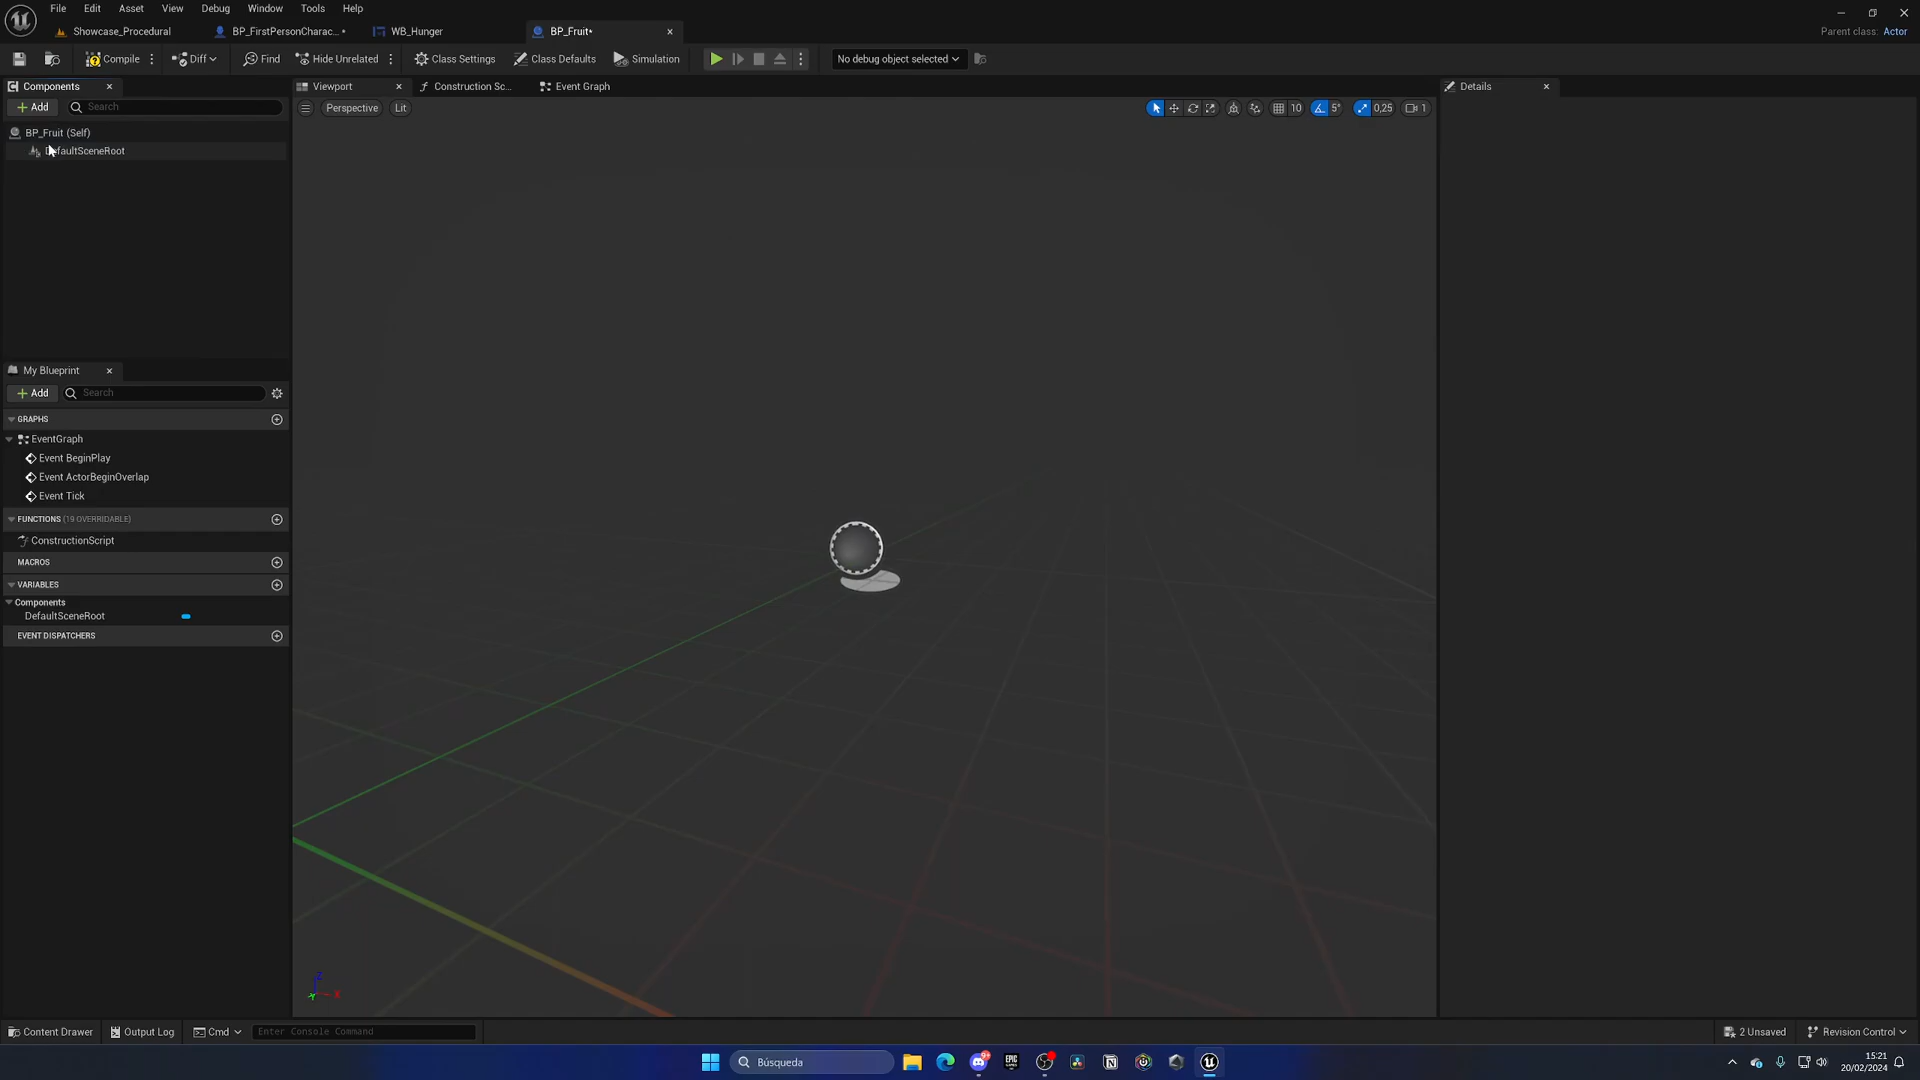 File Edit Asset View Debug Window Tools Help
Showcase_Procedural BP_FirstPersonCharac...* WB_Hunger BP_Fruit*
Parent class: Actor
Compile Diff Find Hide Unrelated Class Settings Class Defaults Simulation No debug object selected
Components Viewport Construction Sc... Event Graph Details
Add Search
Perspective Lit 10 5° 0,25 1
BP_Fruit (Self)
DefaultSceneRoot
My Blueprint
Add Search
GRAPHS
EventGraph
Event BeginPlay
Event ActorBeginOverlap
Event Tick
FUNCTIONS (19 OVERRIDABLE)
ConstructionScript
MACROS
VARIABLES
Components
DefaultSceneRoot
EVENT DISPATCHERS
Z
X
Y
Content Drawer Output Log Cmd Enter Console Command 2 Unsaved Revision Control
Búsqueda
EPIC
15:21
20/02/2024